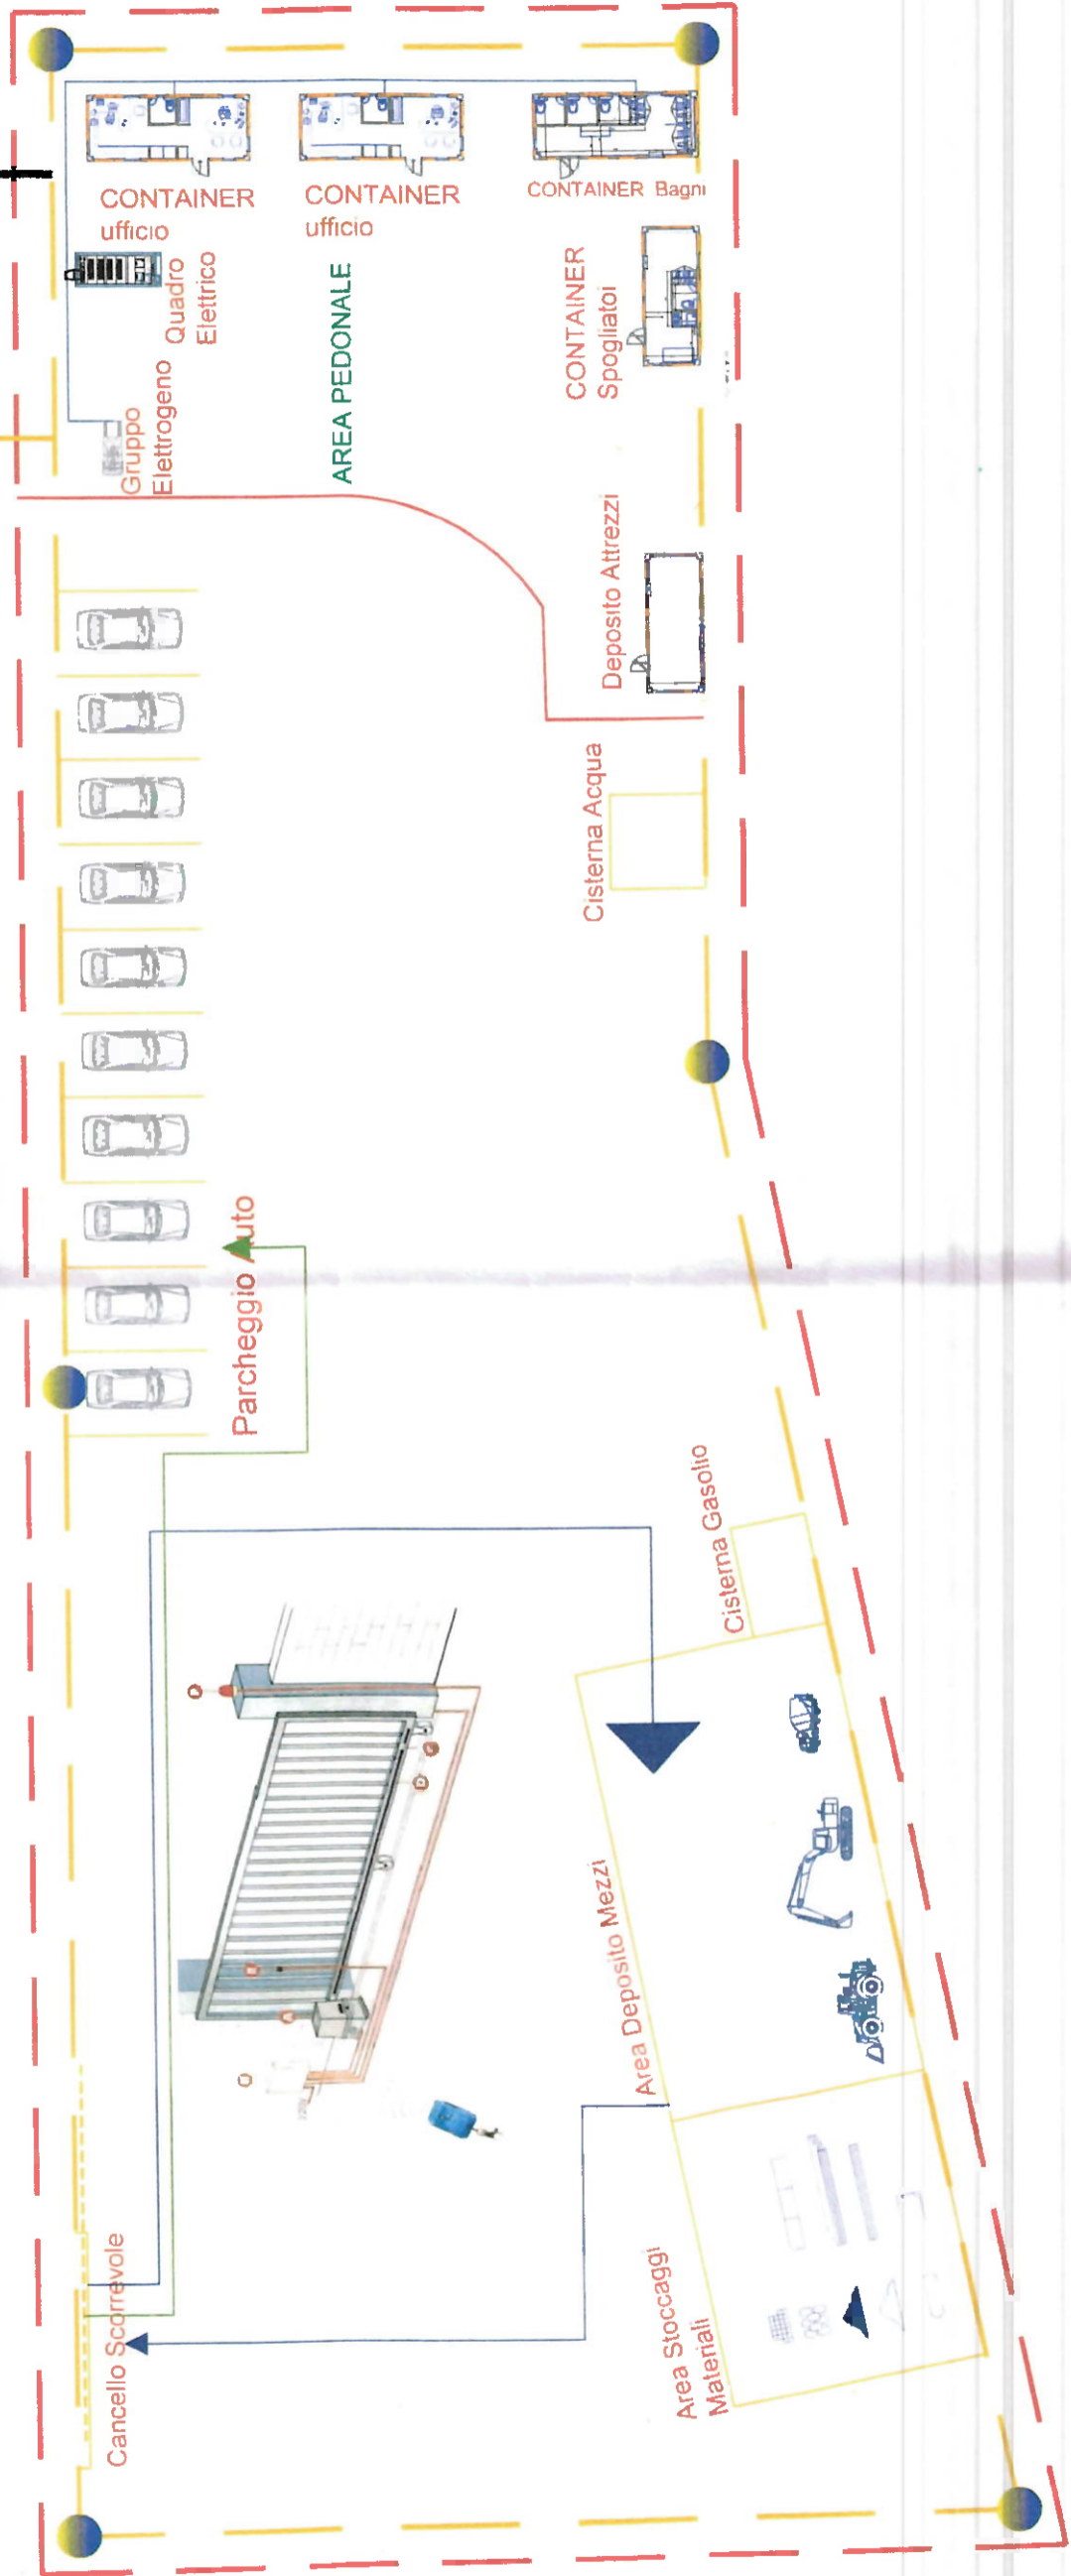 CONTAINER
ufficio
CONTAINER
ufficio
CONTAINER Bagni
Quadro
Elettrico
Gruppo
Elettrogeno
AREA PEDONALE
CONTAINER
Spogliatoi
Deposito Attrezzi
Cisterna Acqua
Parcheggio Auto
Cisterna Gasolio
Area Deposito Mezzi
Cancello Scorrevole
Area Stoccaggi
Materiali